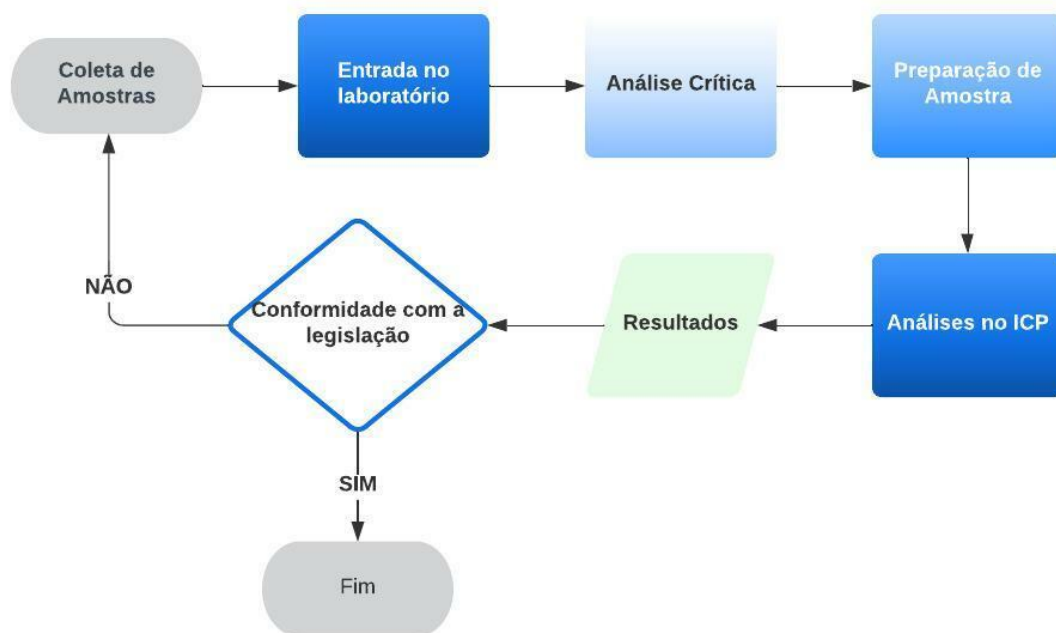 Coleta de
Amostras
Entrada no
laboratório
Análise Crítica
Preparação de
Amostra
NÃO
Conformidade com a
legislação
Resultados
Análises no ICP
SIM
Fim